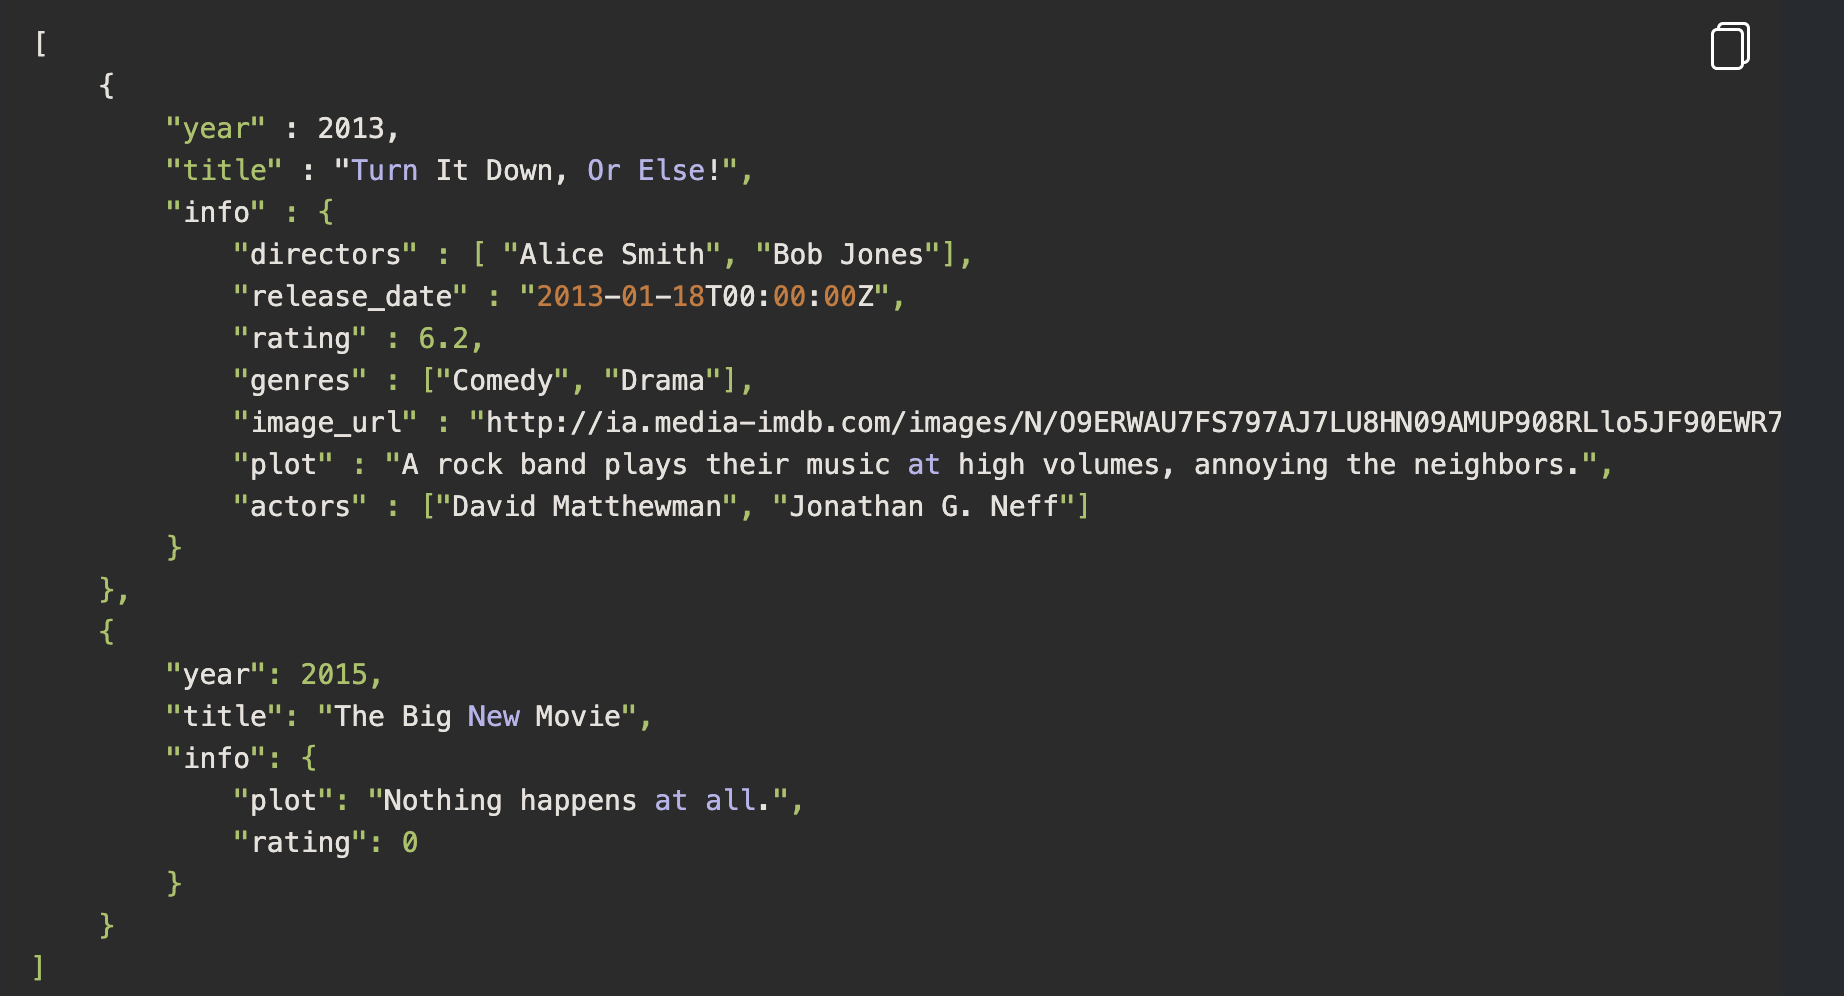 [
    {
        "year" : 2013,
        "title" : "Turn It Down, Or Else!",
        "info" : {
            "directors" : [ "Alice Smith", "Bob Jones"],
            "release_date" : "2013-01-18T00:00:00Z",
            "rating" : 6.2,
            "genres" : ["Comedy", "Drama"],
            "image_url" : "http://ia.media-imdb.com/images/N/O9ERWAU7FS797AJ7LU8HN09AMUP908RLlo5JF90EWR7
            "plot" : "A rock band plays their music at high volumes, annoying the neighbors.",
            "actors" : ["David Matthewman", "Jonathan G. Neff"]
        }
    },
    {
        "year": 2015,
        "title": "The Big New Movie",
        "info": {
            "plot": "Nothing happens at all.",
            "rating": 0
        }
    }
]